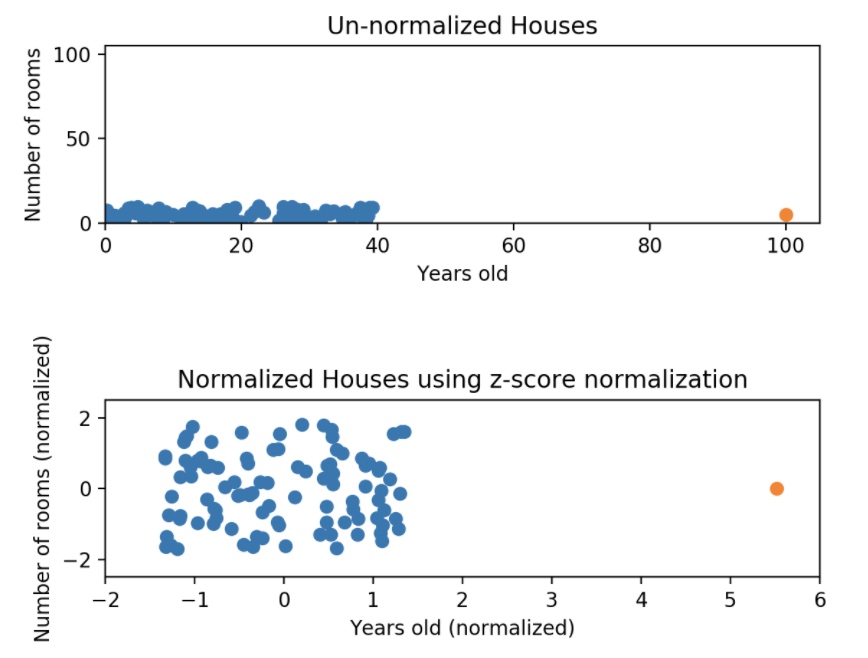 Un-normalized Houses
Number of rooms
100
50
0
0 20 40 60 80 100
Years old
Normalized Houses using z-score normalization
Number of rooms (normalized)
2
0
−2
−2 −1 0 1 2 3 4 5 6
Years old (normalized)